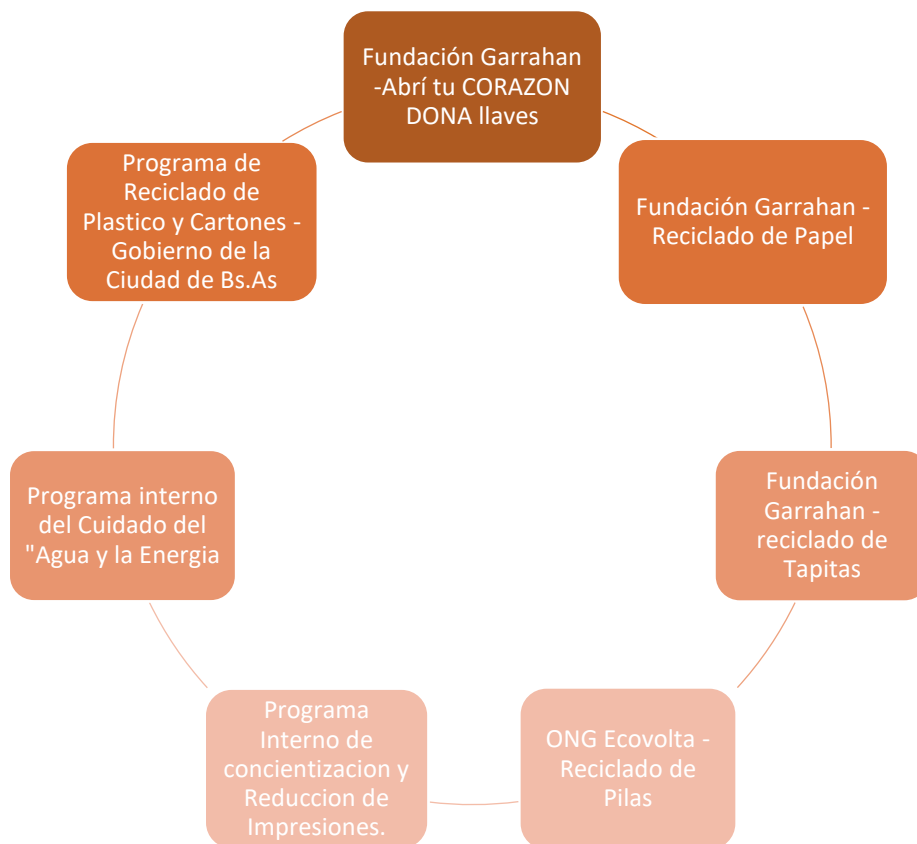 Fundación Garrahan
-Abrí tu CORAZON
DONA llaves
Fundación Garrahan -
Reciclado de Papel
Fundación
Garrahan -
reciclado de
Tapitas
ONG Ecovolta -
Reciclado de
Pilas
Programa
Interno de
concientizacion y
Reduccion de
Impresiones.
Programa interno
del Cuidado del
"Agua y la Energia
Programa de
Reciclado de
Plastico y Cartones -
Gobierno de la
Ciudad de Bs.As